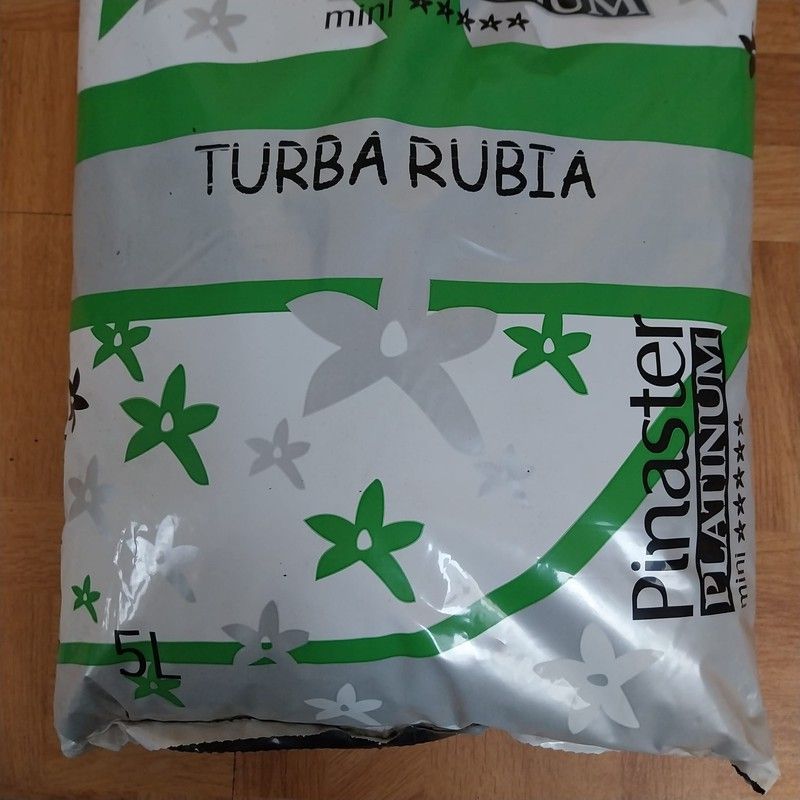 mini
TURBA RUBIA
Pinaster
PLATINUM
mini
5L